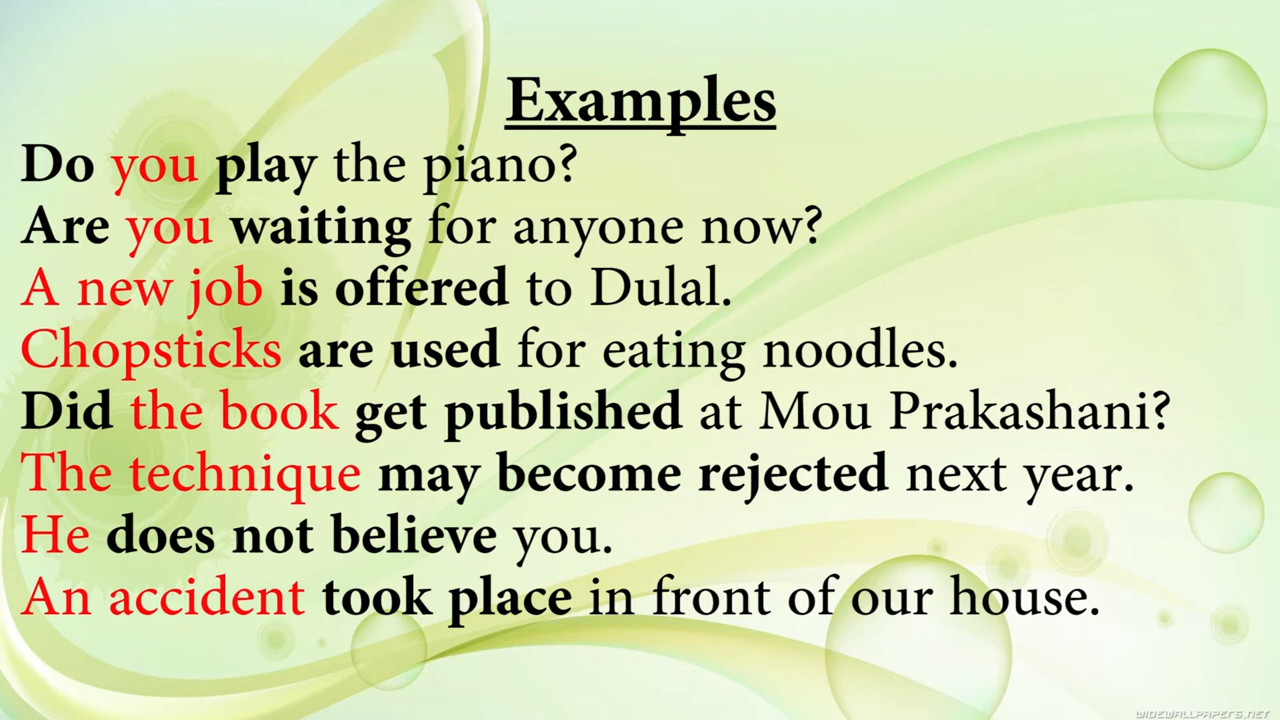 Examples
Do you play the piano?
Are you waiting for anyone now?
A new job is offered to Dulal.
Chopsticks are used for eating noodles.
Did the book get published at Mou Prakashani?
The technique may become rejected next year.
He does not believe you.
An accident took place in front of our house.
WIDEWALLPAPERS.NET